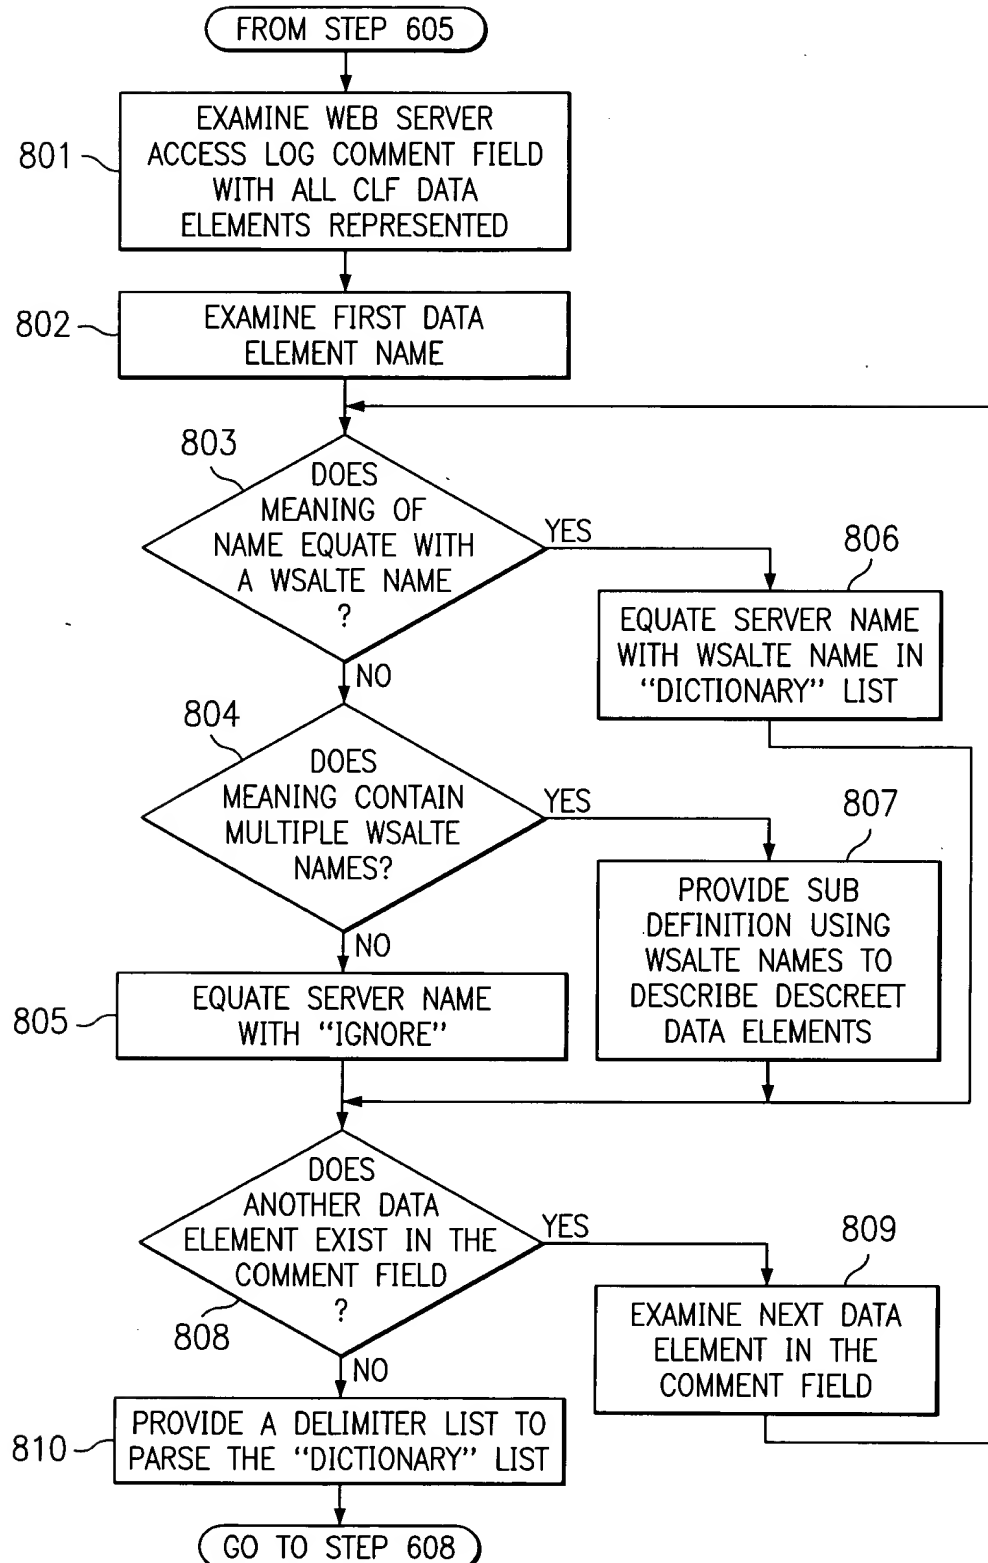 FROM STEP 605
801
EXAMINE WEB SERVER
ACCESS LOG COMMENT FIELD
WITH ALL CLF DATA
ELEMENTS REPRESENTED
802
EXAMINE FIRST DATA
ELEMENT NAME
803
DOES
MEANING OF
NAME EQUATE WITH
A WSALTE NAME
?
YES
NO
806
EQUATE SERVER NAME
WITH WSALTE NAME IN
“DICTIONARY” LIST
804
DOES
MEANING CONTAIN
MULTIPLE WSALTE
NAMES?
YES
NO
807
PROVIDE SUB
DEFINITION USING
WSALTE NAMES TO
DESCRIBE DESCREET
DATA ELEMENTS
805
EQUATE SERVER NAME
WITH “IGNORE”
808
DOES
ANOTHER DATA
ELEMENT EXIST IN THE
COMMENT FIELD
?
YES
NO
809
EXAMINE NEXT DATA
ELEMENT IN THE
COMMENT FIELD
810
PROVIDE A DELIMITER LIST TO
PARSE THE “DICTIONARY” LIST
GO TO STEP 608